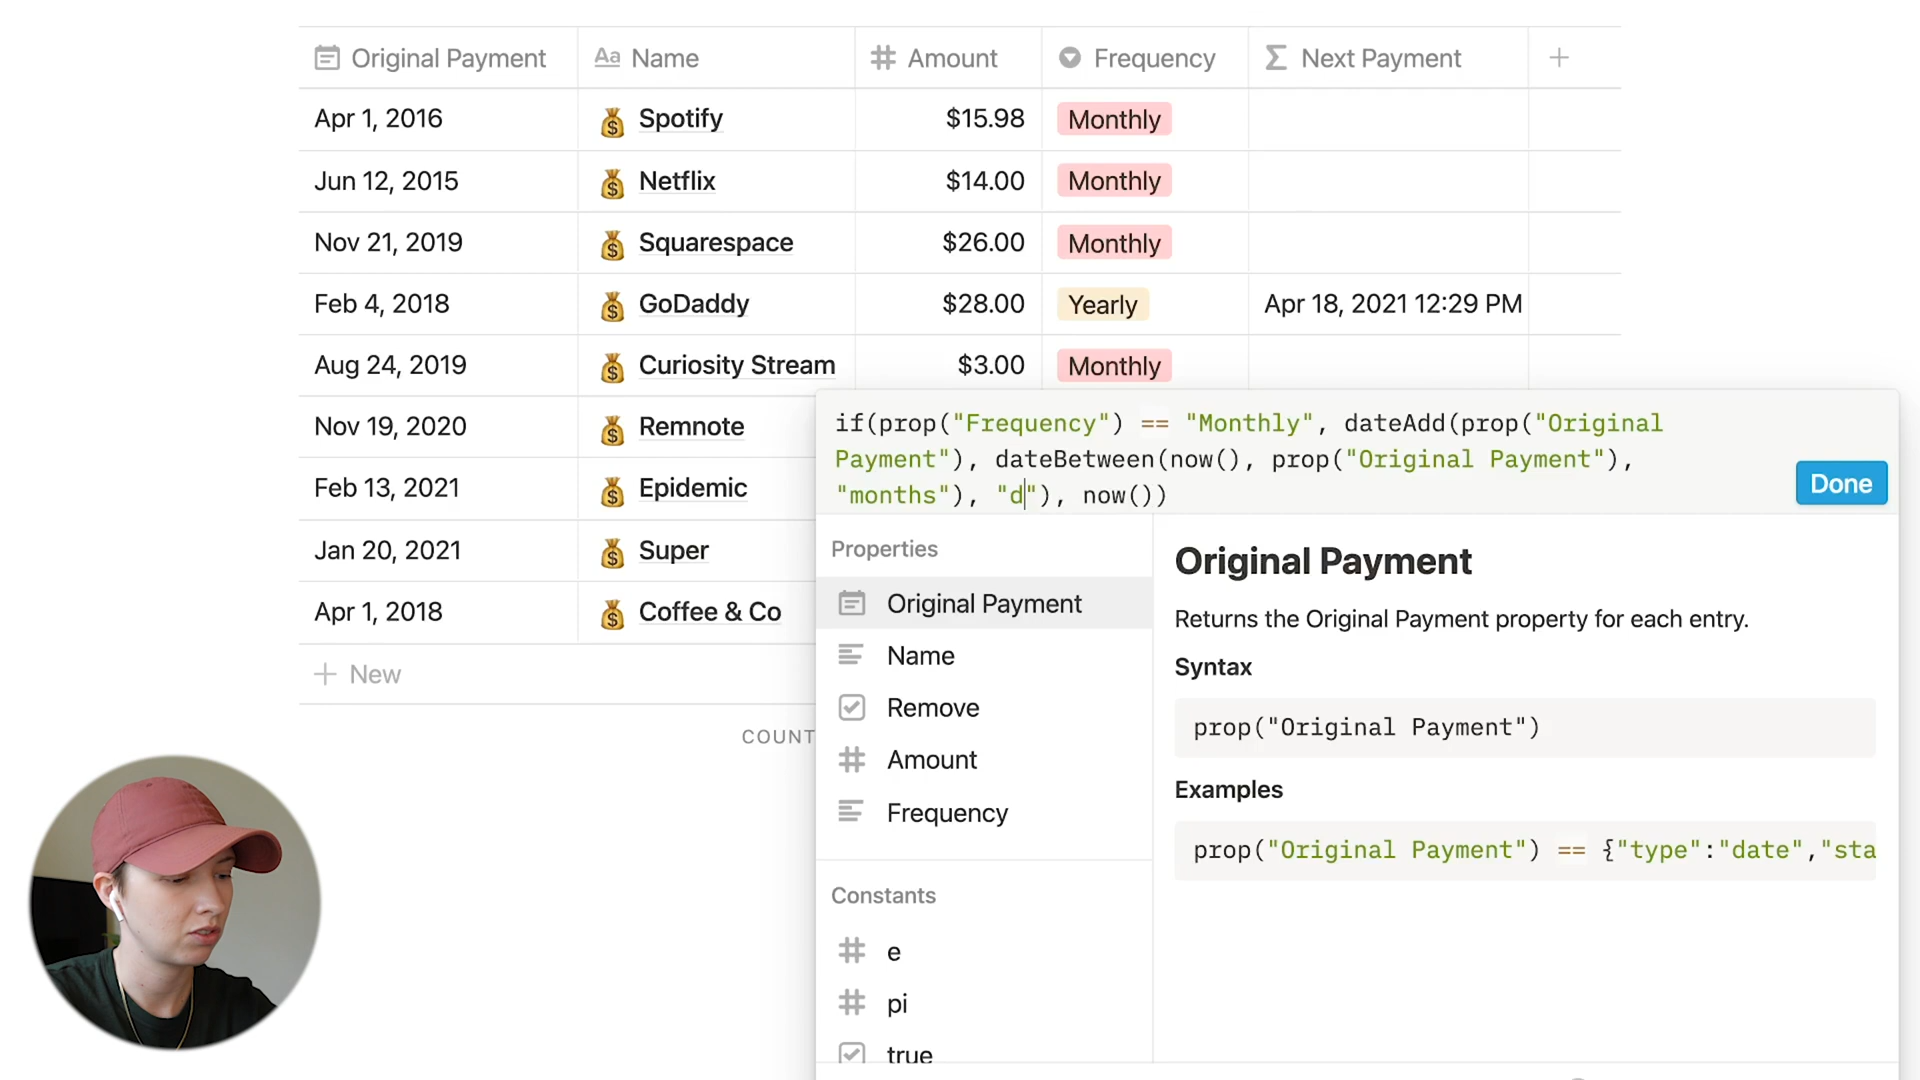 Original Payment Aa Name Amount Frequency Next Payment
Apr 1, 2016 Spotify $15.98 Monthly
Jun 12, 2015 Netflix $14.00 Monthly
Nov 21, 2019 Squarespace $26.00 Monthly
Feb 4, 2018 GoDaddy $28.00 Yearly Apr 18, 2021 12:29 PM
Aug 24, 2019 Curiosity Stream $3.00 Monthly
Nov 19, 2020 Remnote
Feb 13, 2021 Epidemic
Jan 20, 2021 Super
Apr 1, 2018 Coffee & Co
New
COUNT
if(prop("Frequency") == "Monthly", dateAdd(prop("Original
Payment"), dateBetween(now(), prop("Original Payment"),
"months"), "d"), now())
Done
Properties
Original Payment
Name
Remove
Amount
Frequency
Constants
e
pi
true
Original Payment
Returns the Original Payment property for each entry.
Syntax
prop("Original Payment")
Examples
prop("Original Payment") == {"type":"date","sta